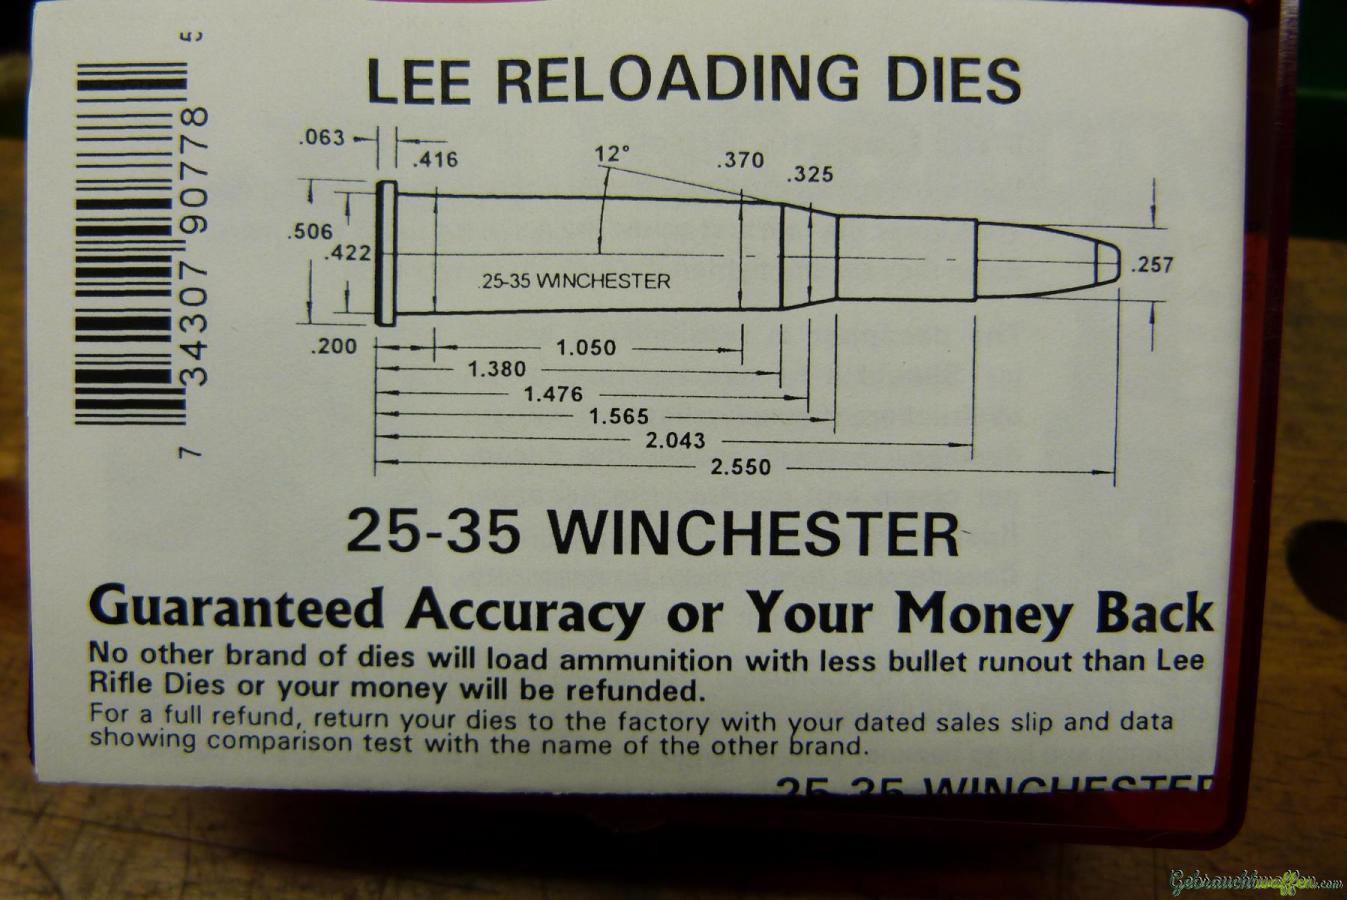 LEE RELOADING DIES
.063
.416
12°
.370
.325
.506
.422
.257
.25-35 WINCHESTER
.200
1.050
1.380
1.476
1.565
2.043
2.550
7 34307 90778 5
25-35 WINCHESTER
Guaranteed Accuracy or Your Money Back
No other brand of dies will load ammunition with less bullet runout than Lee
Rifle Dies or your money will be refunded.
For a full refund, return your dies to the factory with your dated sales slip and data
showing comparison test with the name of the other brand.
25-35 WINCHESTER
Gebrauchtwaffen.com